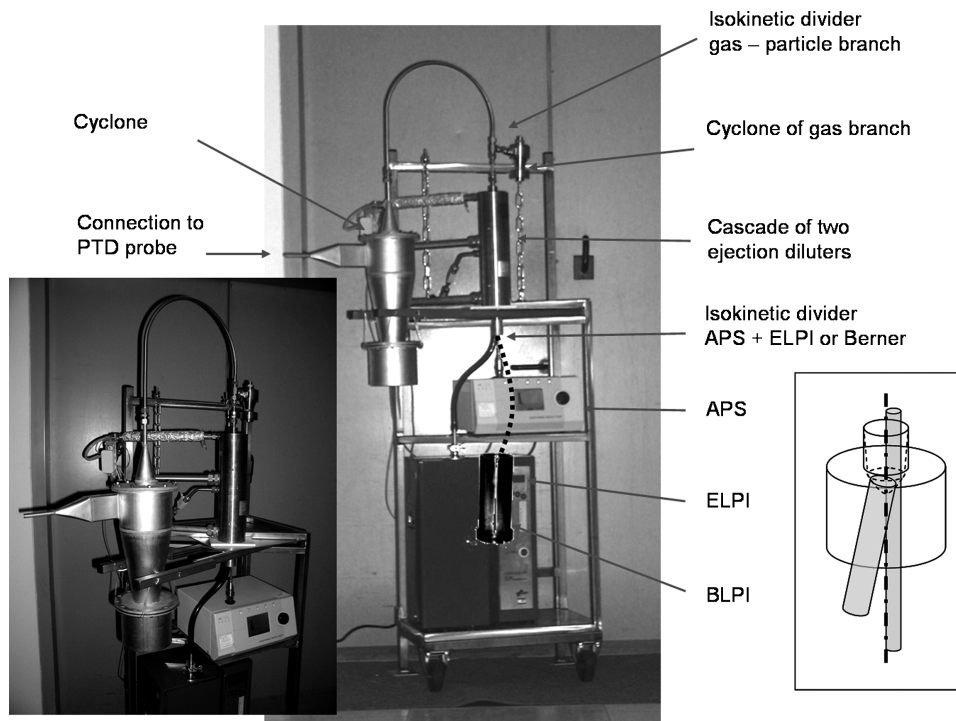 Isokinetic divider
gas – particle branch
Cyclone
Cyclone of gas branch
Connection to
PTD probe
Cascade of two
ejection diluters
Isokinetic divider
APS + ELPI or Berner
APS
ELPI
BLPI